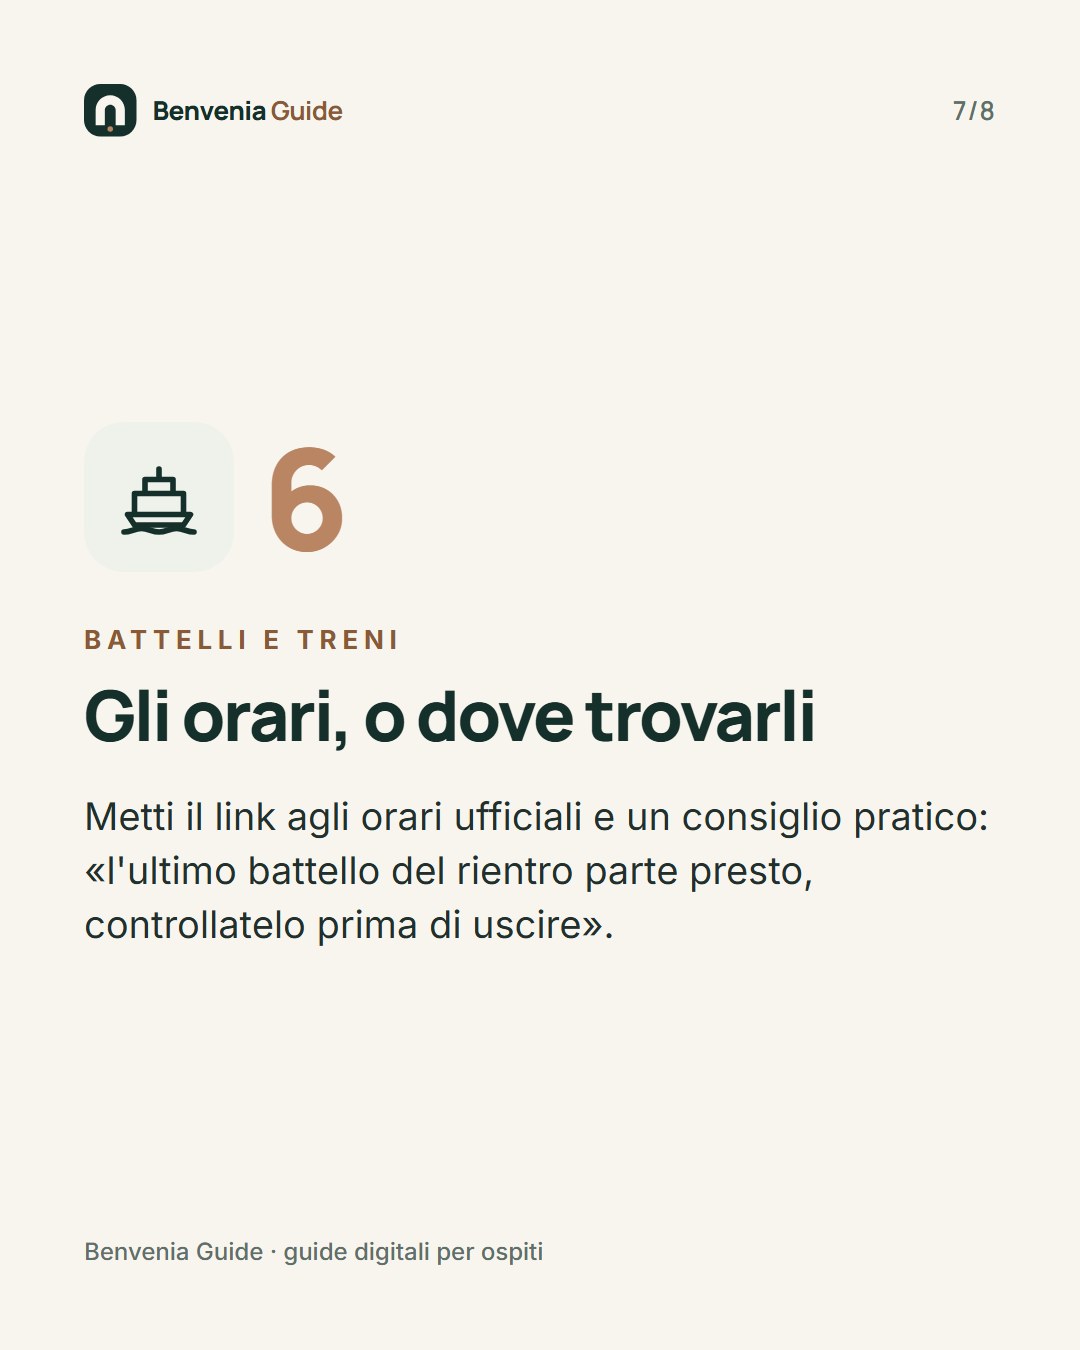 Benvenia Guide
7/8
6
BATTELLI E TRENI
Gli orari, o dove trovarli
Metti il link agli orari ufficiali e un consiglio pratico:
«l'ultimo battello del rientro parte presto,
controllatelo prima di uscire».
Benvenia Guide · guide digitali per ospiti